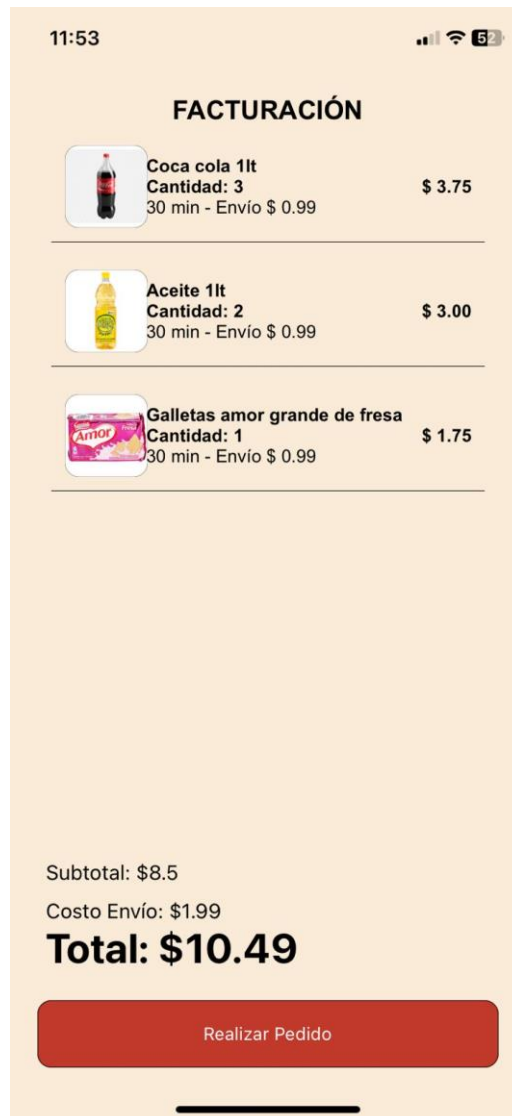 11:53
52
FACTURACIÓN
Coca cola 1lt
Cantidad: 3
$ 3.75
30 min - Envío $ 0.99
Aceite 1lt
Cantidad: 2
$ 3.00
30 min - Envío $ 0.99
Galletas amor grande de fresa
Amor
Cantidad: 1
$ 1.75
30 min - Envío $ 0.99
Subtotal: $8.5
Costo Envío: $1.99
Total: $10.49
Realizar Pedido